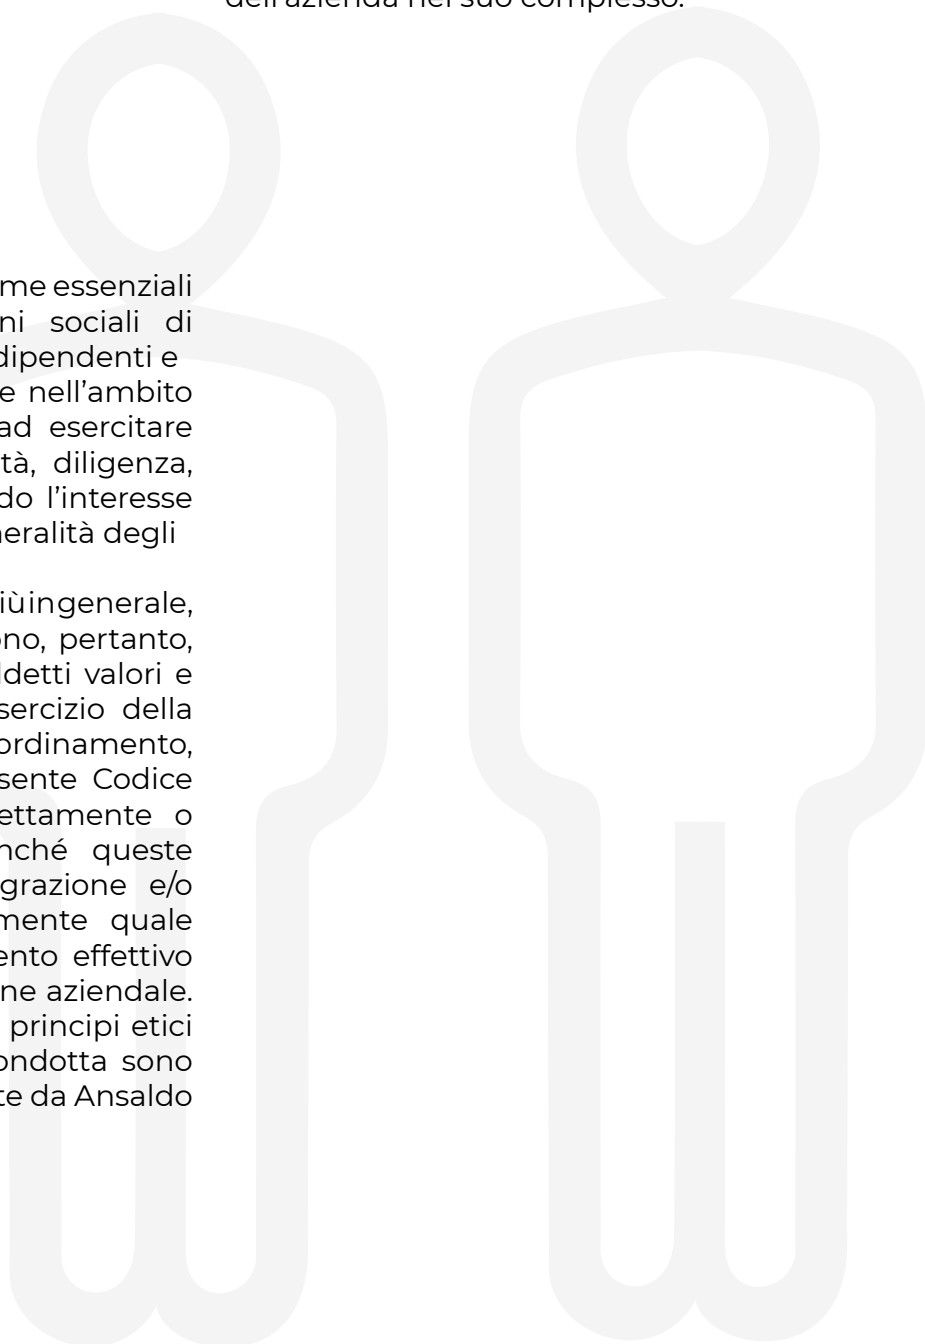 dell'azienda nel suo complesso.
me essenziali
ni sociali di
dipendenti e
e nell’ambito
ad esercitare
tà, diligenza,
do l’interesse
neralità degli
iùingenerale,
ono, pertanto,
ddetti valori e
sercizio della
ordinamento,
sente Codice
ettamente o
nché queste
grazione e/o
mente quale
ento effettivo
ne aziendale.
principi etici
ondotta sono
te da Ansaldo